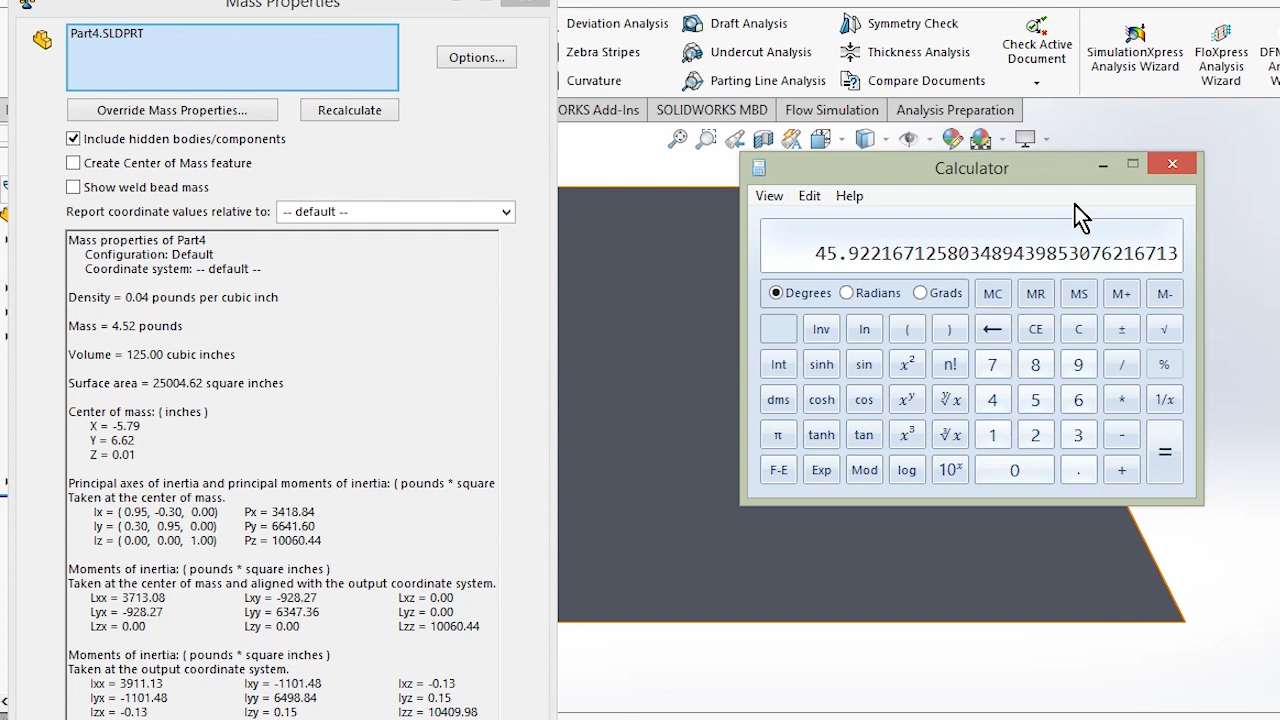 Mass Properties
Part4.SLDPRT
Options...
Override Mass Properties...
Recalculate
Include hidden bodies/components
Create Center of Mass feature
Show weld bead mass
Report coordinate values relative to:
-- default --
Mass properties of Part4
Configuration: Default
Coordinate system: -- default --
Density = 0.04 pounds per cubic inch
Mass = 4.52 pounds
Volume = 125.00 cubic inches
Surface area = 25004.62 square inches
Center of mass: ( inches )
X = -5.79
Y = 6.62
Z = 0.01
Principal axes of inertia and principal moments of inertia: ( pounds * square
Taken at the center of mass.
Ix = ( 0.95, -0.30, 0.00) Px = 3418.84
Iy = ( 0.30, 0.95, 0.00) Py = 6641.60
Iz = ( 0.00, 0.00, 1.00) Pz = 10060.44
Moments of inertia: ( pounds * square inches )
Taken at the center of mass and aligned with the output coordinate system.
Lxx = 3713.08 Lxy = -928.27 Lxz = 0.00
Lyx = -928.27 Lyy = 6347.36 Lyz = 0.00
Lzx = 0.00 Lzy = 0.00 Lzz = 10060.44
Moments of inertia: ( pounds * square inches )
Taken at the output coordinate system.
Ixx = 3911.13 Ixy = -1101.48 Ixz = -0.13
Iyx = -1101.48 Iyy = 6498.84 Iyz = 0.15
Izx = -0.13 Izy = 0.15 Izz = 10409.98
Deviation Analysis Draft Analysis Symmetry Check
Zebra Stripes Undercut Analysis Thickness Analysis
Curvature Parting Line Analysis Compare Documents
Check Active
Document
SimulationXpress
Analysis Wizard
FloXpress
Analysis
Wizard
DFM
An
W
ORKS Add-Ins SOLIDWORKS MBD Flow Simulation Analysis Preparation
Calculator
View Edit Help
45.922167125803489439853076216713
Degrees Radians Grads MC MR MS M+ M-
Inv ln ( ) ← CE C ± √
Int sinh sin x² n! 7 8 9 / %
dms cosh cos xʸ ʸ√x 4 5 6 * 1/x
π tanh tan x³ ³√x 1 2 3 - =
F-E Exp Mod log 10ˣ 0 . +